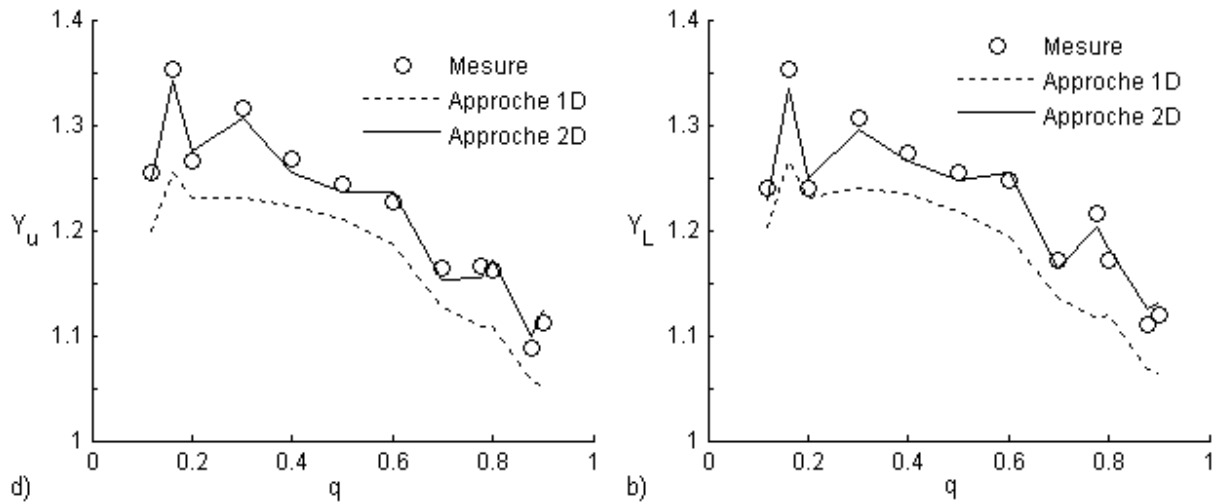 1.4
Mesure
Approche 1D
Approche 2D
1.3
Y_u
1.2
1.1
1
0
0.2
0.4
0.6
0.8
1
d)
q
1.4
Mesure
Approche 1D
Approche 2D
1.3
Y_L
1.2
1.1
1
0
0.2
0.4
0.6
0.8
1
b)
q